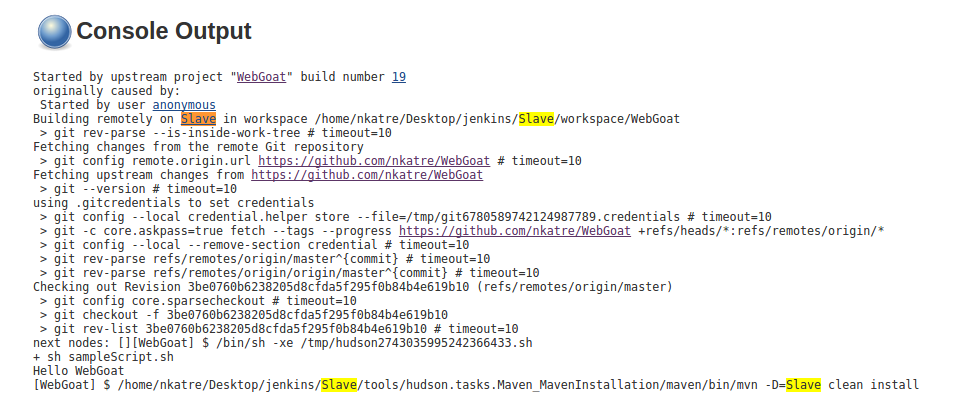 Console Output
Started by upstream project "WebGoat" build number 19
originally caused by:
Started by user anonymous
Building remotely on Slave in workspace /home/nkatre/Desktop/jenkins/Slave/workspace/WebGoat
> git rev-parse --is-inside-work-tree # timeout=10
Fetching changes from the remote Git repository
> git config remote.origin.url https://github.com/nkatre/WebGoat # timeout=10
Fetching upstream changes from https://github.com/nkatre/WebGoat
> git --version # timeout=10
using .gitcredentials to set credentials
> git config --local credential.helper store --file=/tmp/git6780589742124987789.credentials # timeout=10
> git -c core.askpass=true fetch --tags --progress https://github.com/nkatre/WebGoat +refs/heads/*:refs/remotes/origin/*
> git config --local --remove-section credential # timeout=10
> git rev-parse refs/remotes/origin/master^{commit} # timeout=10
> git rev-parse refs/remotes/origin/origin/master^{commit} # timeout=10
Checking out Revision 3be0760b6238205d8cfda5f295f0b84b4e619b10 (refs/remotes/origin/master)
> git config core.sparsecheckout # timeout=10
> git checkout -f 3be0760b6238205d8cfda5f295f0b84b4e619b10
> git rev-list 3be0760b6238205d8cfda5f295f0b84b4e619b10 # timeout=10
next nodes: [][WebGoat] $ /bin/sh -xe /tmp/hudson2743035995242366433.sh
+ sh sampleScript.sh
Hello WebGoat
[WebGoat] $ /home/nkatre/Desktop/jenkins/Slave/tools/hudson.tasks.Maven_MavenInstallation/maven/bin/mvn -D=Slave clean install